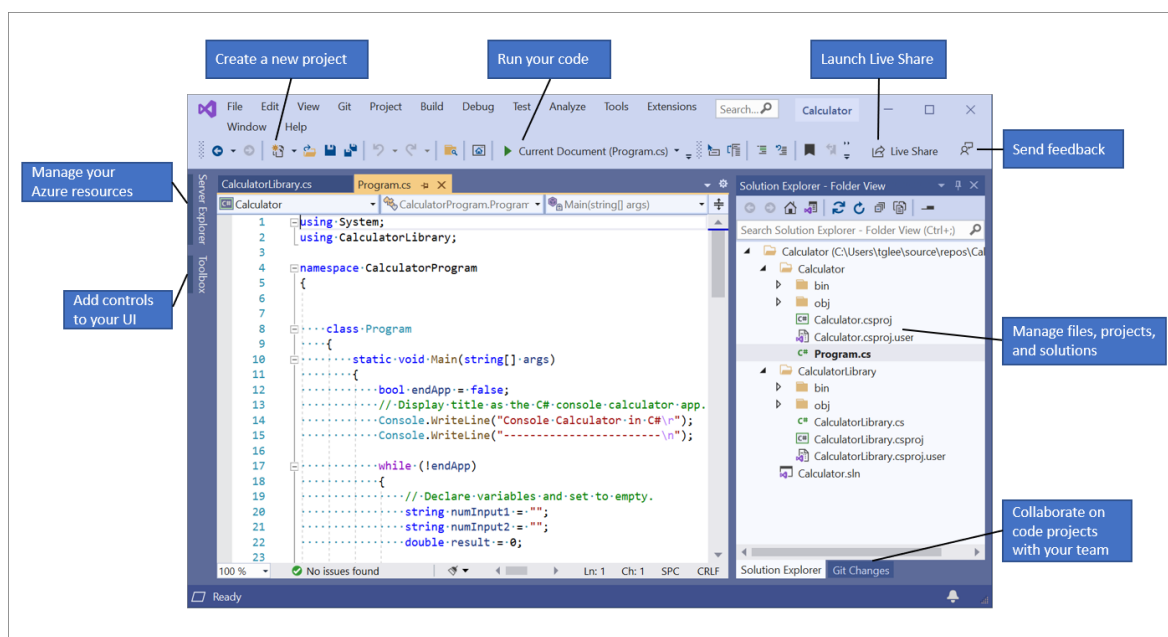 Create a new project
Run your code
Launch Live Share
File Edit View Git Project Build Debug Test Analyze Tools Extensions Search... Calculator
Window Help
Current Document (Program.cs) Live Share
Send feedback
Manage your
Azure resources
Server Explorer
Toolbox
Add controls
to your UI
CalculatorLibrary.cs Program.cs
Calculator CalculatorProgram.Program Main(string[] args)
1 using System;
2 using CalculatorLibrary;
3
4 namespace CalculatorProgram
5 {
6
7
8 class Program
9 {
10 static void Main(string[] args)
11 {
12 bool endApp = false;
13 // Display title as the C# console calculator app.
14 Console.WriteLine("Console Calculator in C#\r");
15 Console.WriteLine("------------------------\n");
16
17 while (!endApp)
18 {
19 // Declare variables and set to empty.
20 string numInput1 = "";
21 string numInput2 = "";
22 double result = 0;
23
100 % No issues found Ln: 1 Ch: 1 SPC CRLF
Solution Explorer - Folder View
Search Solution Explorer - Folder View (Ctrl+;)
Calculator (C:\Users\tglee\source\repos\Cal
Calculator
bin
obj
Calculator.csproj
Calculator.csproj.user
C# Program.cs
CalculatorLibrary
bin
obj
C# CalculatorLibrary.cs
CalculatorLibrary.csproj
CalculatorLibrary.csproj.user
Calculator.sln
Solution Explorer Git Changes
Manage files, projects,
and solutions
Collaborate on
code projects
with your team
Ready